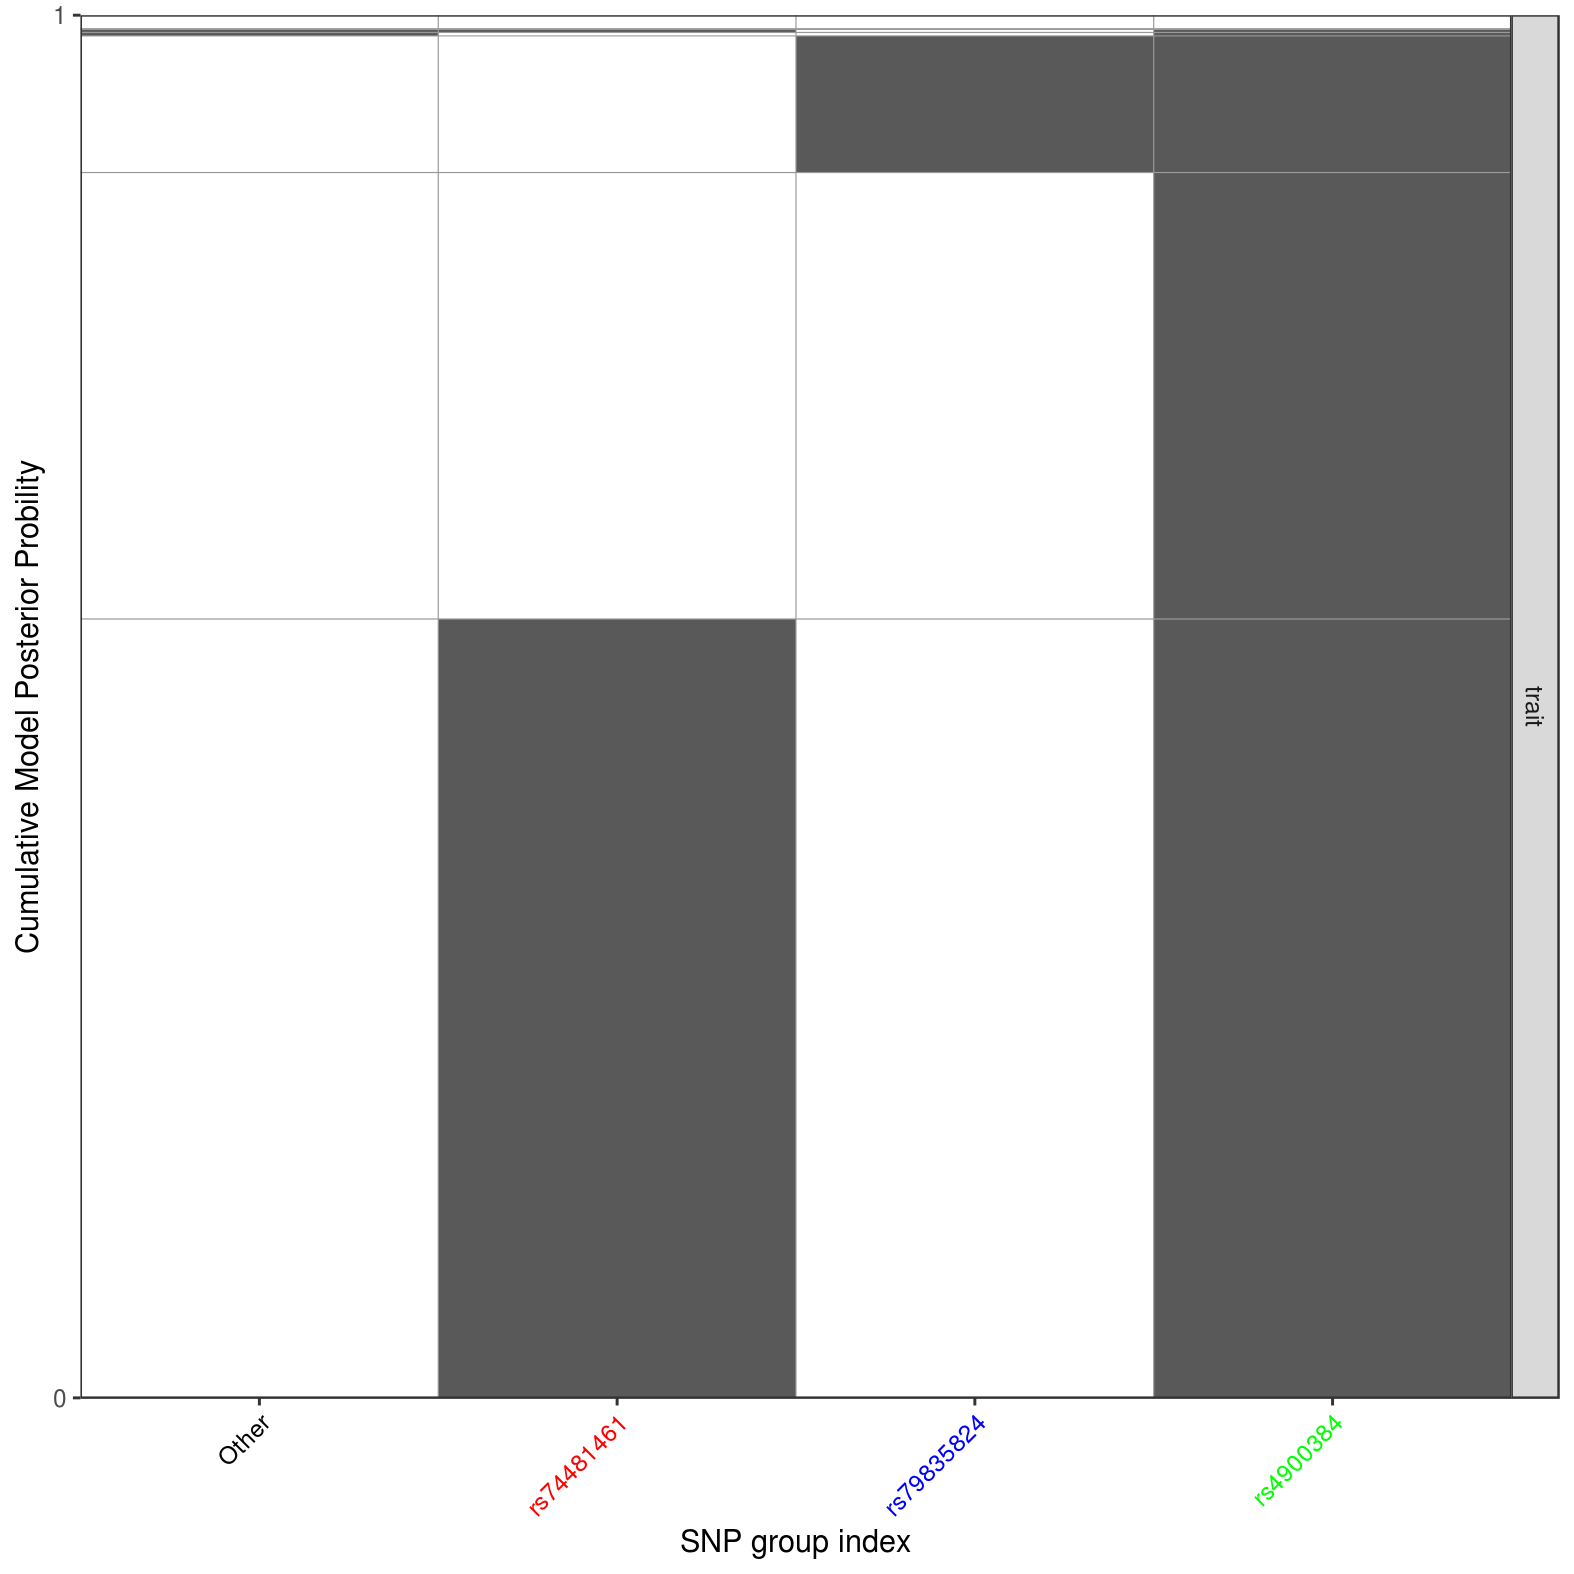 1
Cumulative Model Posterior Probility
trait
0
Other
rs74481461
rs79835824
rs4900384
SNP group index